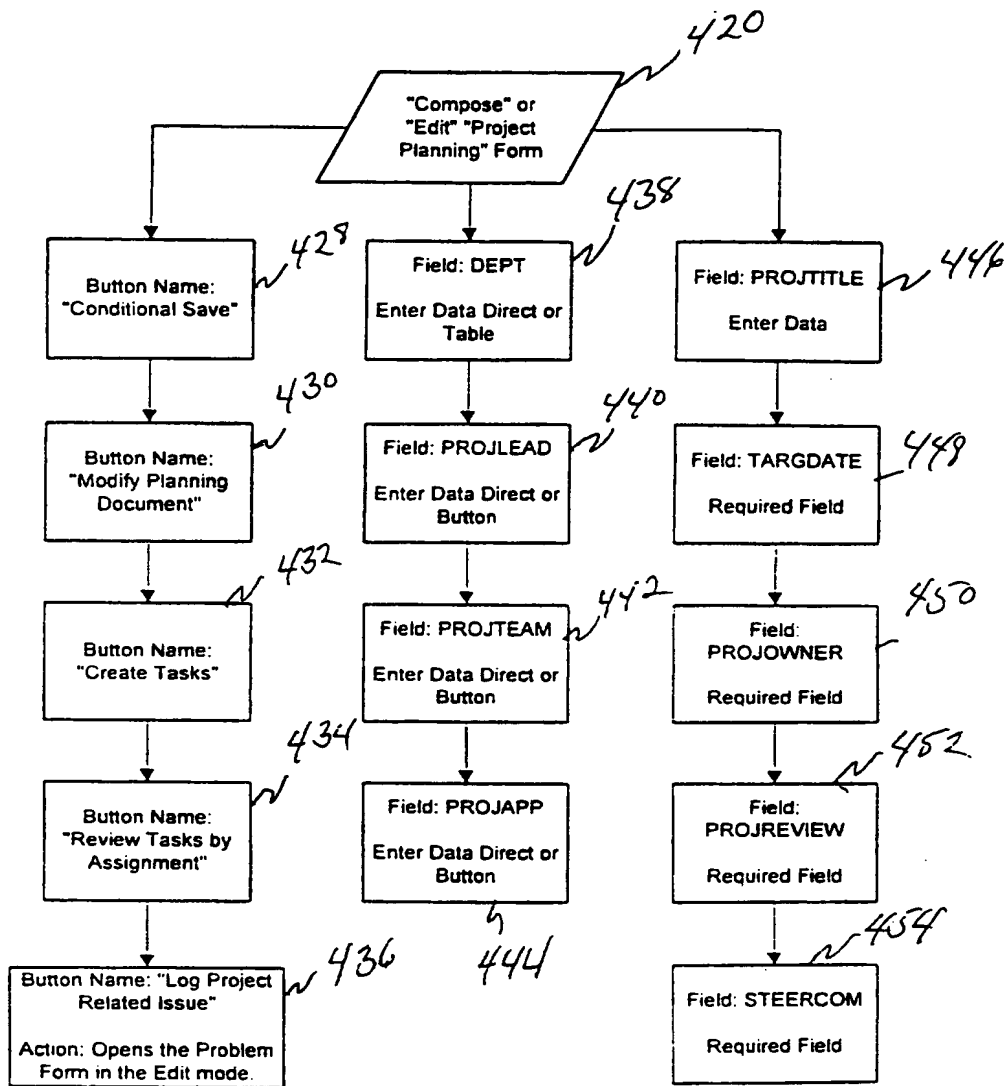 420
"Compose" or
"Edit" "Project
Planning" Form
428
Button Name:
"Conditional Save"
430
Button Name:
"Modify Planning
Document"
432
Button Name:
"Create Tasks"
434
Button Name:
"Review Tasks by
Assignment"
436
Button Name: "Log Project
Related Issue"
Action: Opens the Problem
Form in the Edit mode.
438
Field: DEPT
Enter Data Direct or
Table
440
Field: PROJLEAD
Enter Data Direct or
Button
442
Field: PROJTEAM
Enter Data Direct or
Button
Field: PROJAPP
Enter Data Direct or
Button
444
446
Field: PROJTITLE
Enter Data
448
Field: TARGDATE
Required Field
450
Field:
PROJOWNER
Required Field
452
Field:
PROJREVIEW
Required Field
454
Field: STEERCOM
Required Field